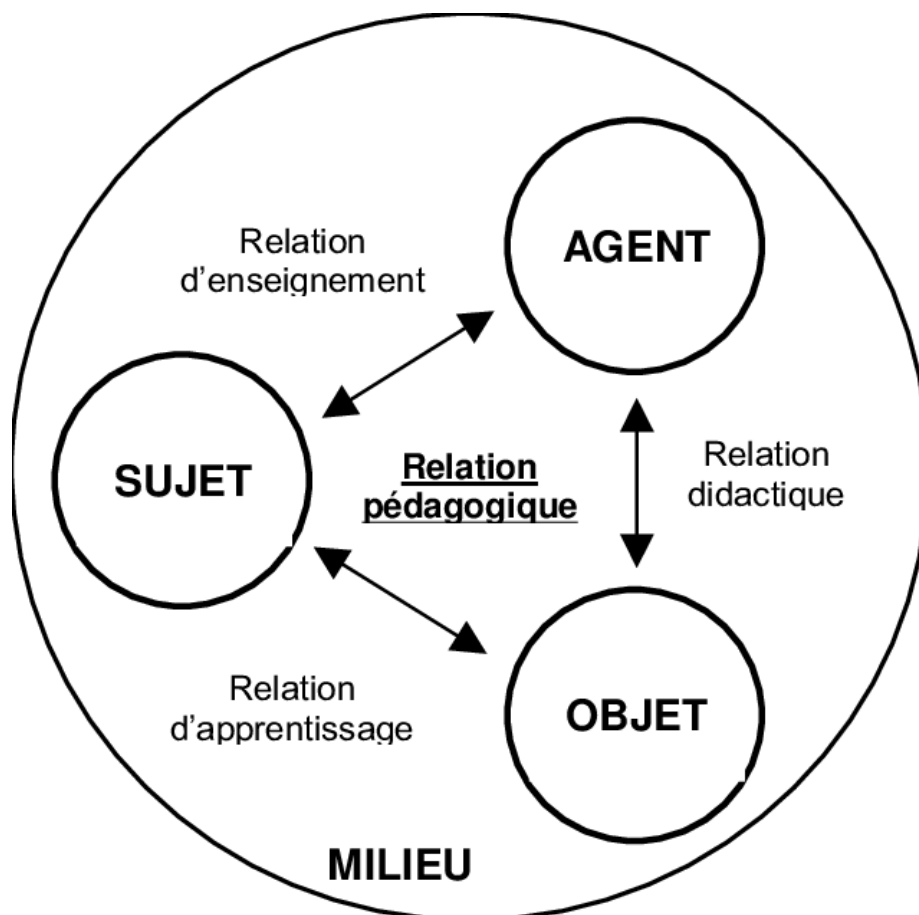 Relation
d’enseignement
AGENT
SUJET
Relation
pédagogique
Relation
didactique
Relation
d’apprentissage
OBJET
MILIEU